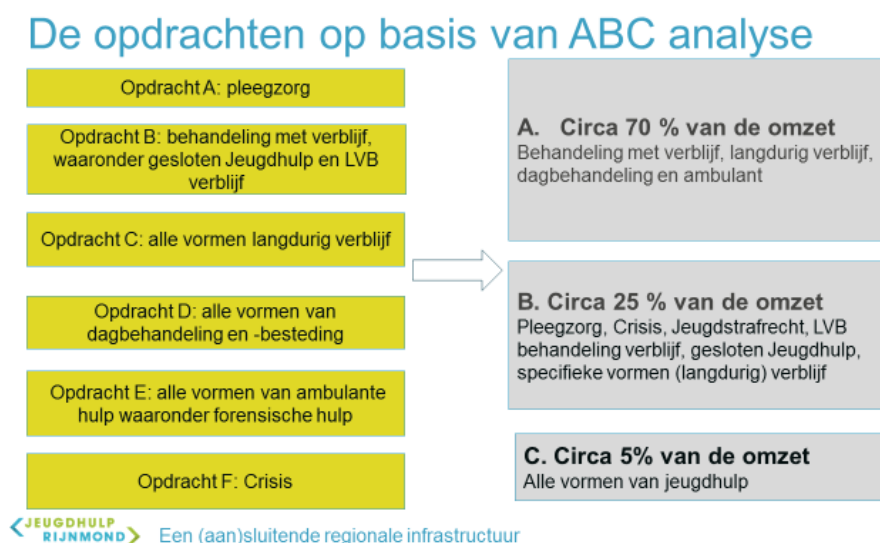 De opdrachten op basis van ABC analyse
Opdracht A: pleegzorg
Opdracht B: behandeling met verblijf,
waaronder gesloten Jeugdhulp en LVB
verblijf
Opdracht C: alle vormen langdurig verblijf
Opdracht D: alle vormen van
dagbehandeling en -besteding
Opdracht E: alle vormen van ambulante
hulp waaronder forensische hulp
Opdracht F: Crisis
A. Circa 70 % van de omzet
Behandeling met verblijf, langdurig verblijf,
dagbehandeling en ambulant
B. Circa 25 % van de omzet
Pleegzorg, Crisis, Jeugdstrafrecht, LVB
behandeling verblijf, gesloten Jeugdhulp,
specifieke vormen (langdurig) verblijf
C. Circa 5% van de omzet
Alle vormen van jeugdhulp
JEUGDHULP
RIJNMOND
Een (aan)sluitende regionale infrastructuur